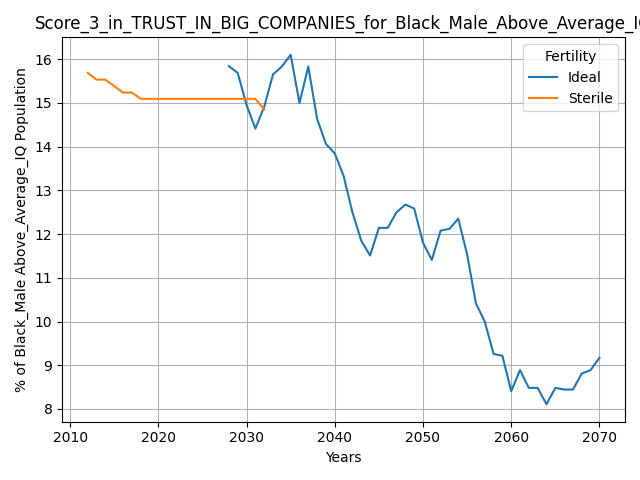 Score_3_in_TRUST_IN_BIG_COMPANIES_for_Black_Male_Above_Average_IQ
% of Black_Male Above_Average_IQ Population
16
15
14
13
12
11
10
9
8
Fertility
Ideal
Sterile
2010 2020 2030 2040 2050 2060 2070
Years